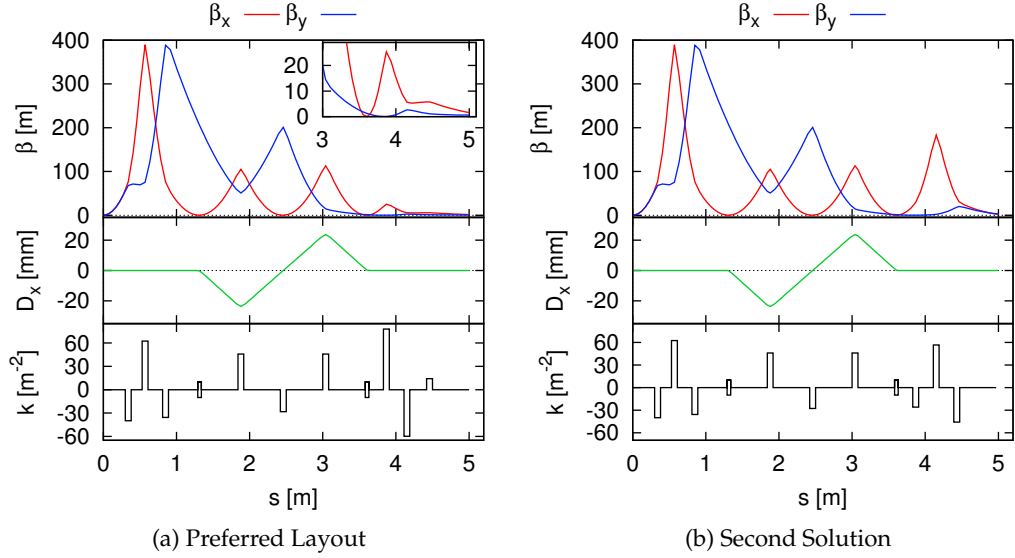 β_x β_y
400
300
200
100
0
β [m]
20
10
0
3 4 5
20
0
-20
D_x [mm]
60
30
0
-30
-60
k [m⁻²]
0 1 2 3 4 5
s [m]
(a) Preferred Layout
β_x β_y
400
300
200
100
0
β [m]
20
0
-20
D_x [mm]
60
30
0
-30
-60
k [m⁻²]
0 1 2 3 4 5
s [m]
(b) Second Solution